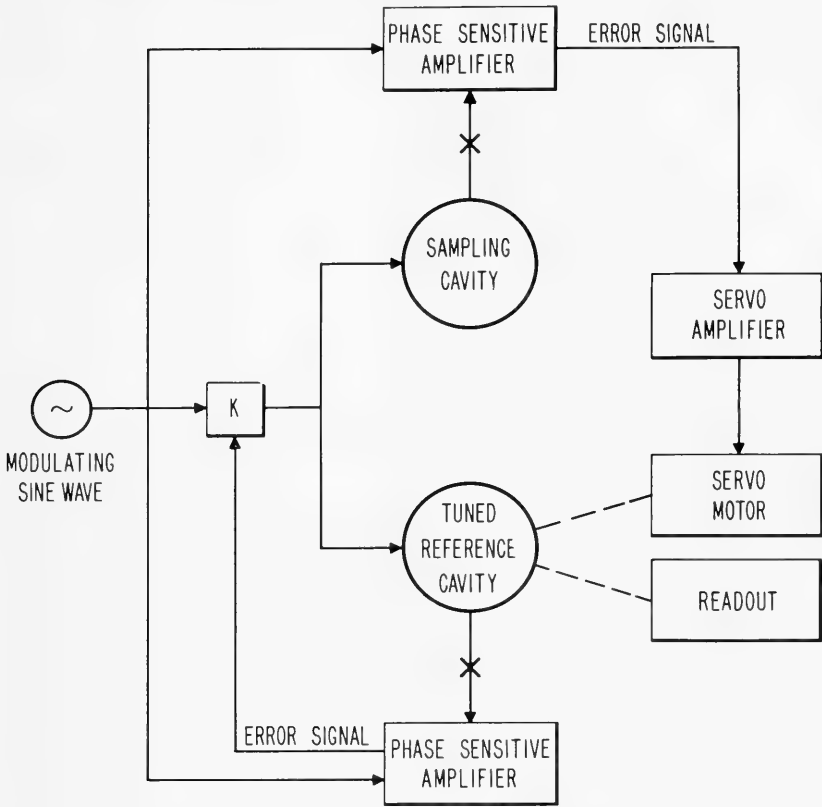 PHASE SENSITIVE
AMPLIFIER
ERROR SIGNAL
SAMPLING
CAVITY
SERVO
AMPLIFIER
~
K
MODULATING
SINE WAVE
SERVO
MOTOR
TUNED
REFERENCE
CAVITY
READOUT
ERROR SIGNAL
PHASE SENSITIVE
AMPLIFIER